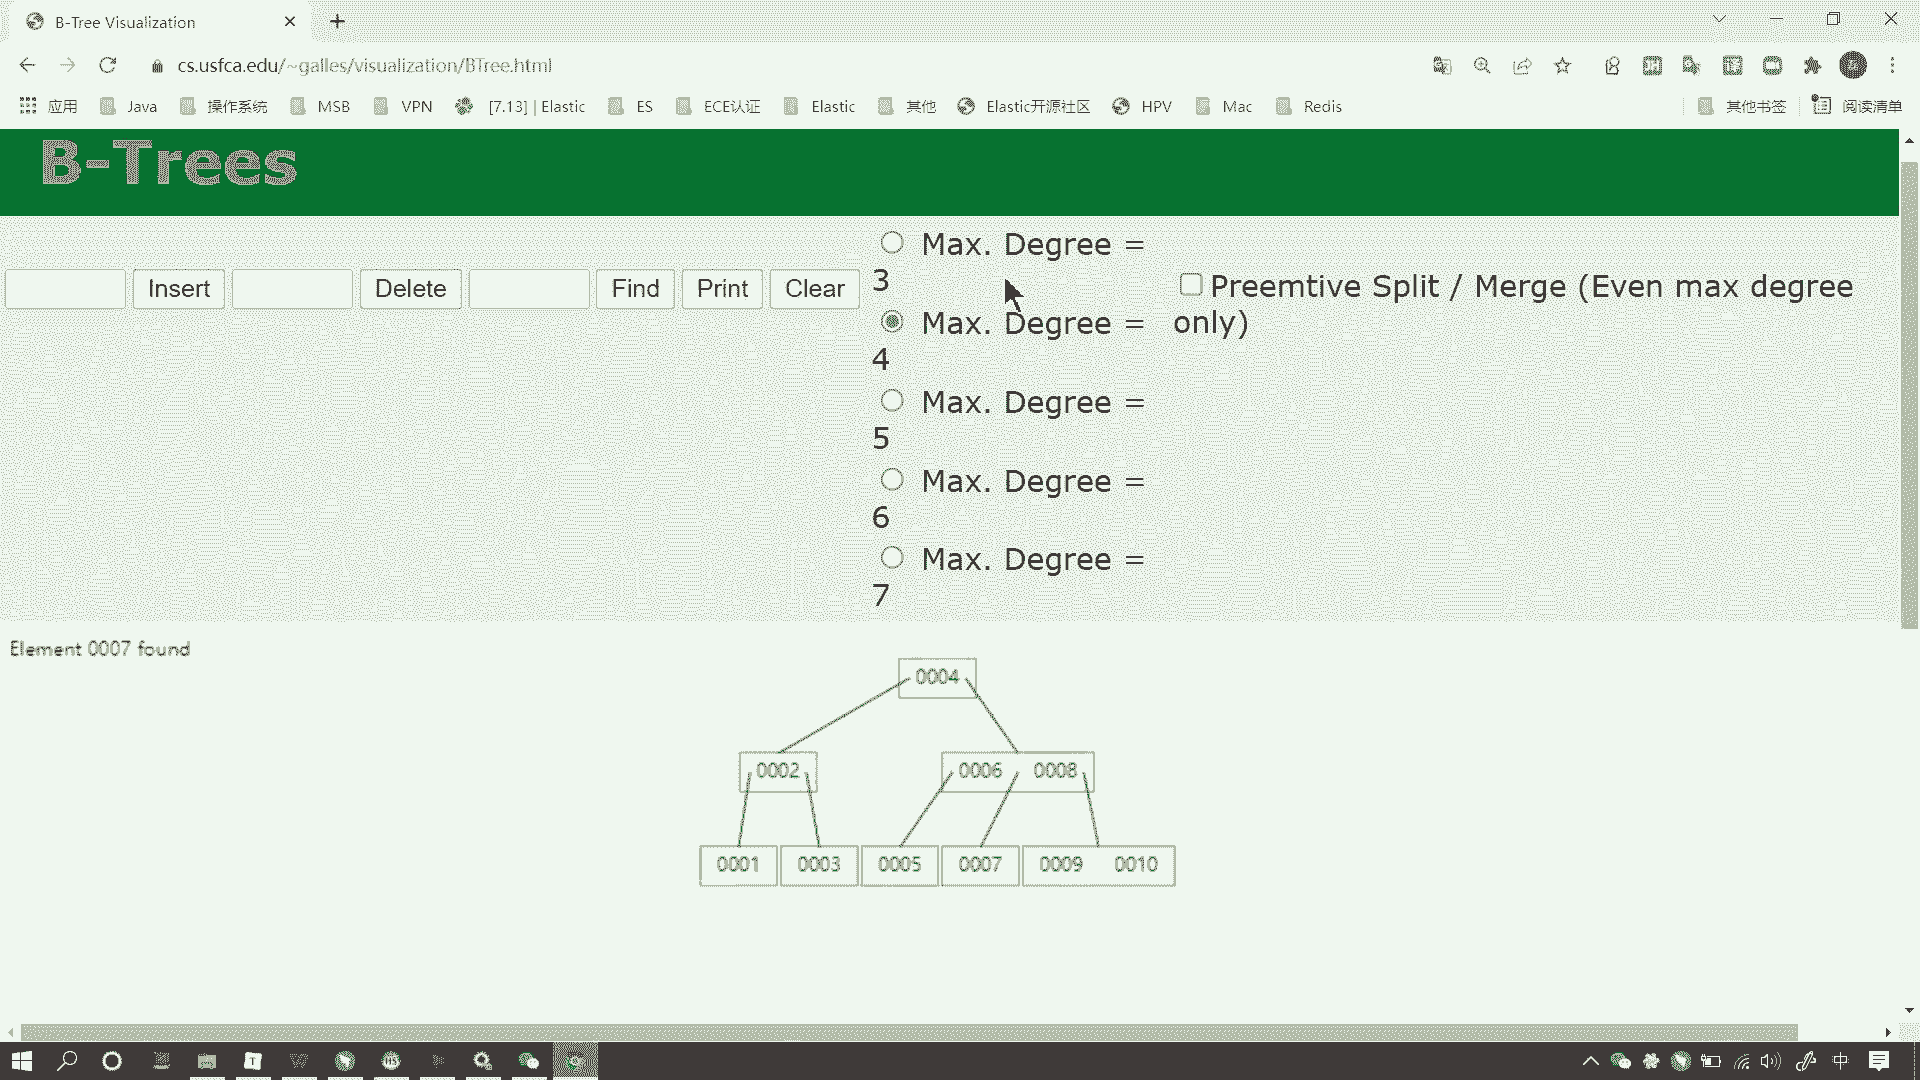 B-Tree Visualization
cs.usfca.edu/~galles/visualization/BTree.html
应用 Java 操作系统 MSB VPN [7.13] | Elastic ES ECE认证 Elastic 其他 Elastic开源社区 HPV Mac Redis 其他书签 阅读清单
B-Trees
Insert Delete Find Print Clear
Max. Degree =
3
Max. Degree =
4
Max. Degree =
5
Max. Degree =
6
Max. Degree =
7
Preemtive Split / Merge (Even max degree
only)
Element 0007 found
0004
0002 0006 0008
0001 0003 0005 0007 0009 0010
中